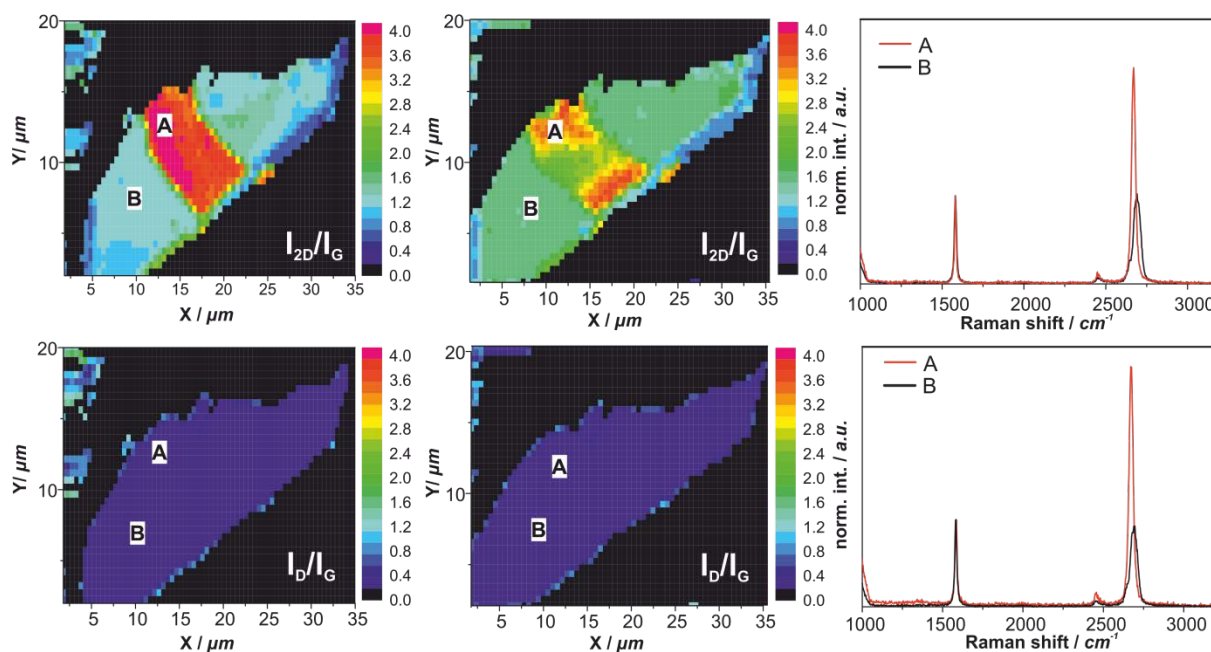 20
10
Y/ µm
5 10 15 20 25 30 35
X / µm
A
B
I2D/IG
4.0
3.6
3.2
2.8
2.4
2.0
1.6
1.2
0.8
0.4
0.0
20
10
Y/ µm
5 10 15 20 25 30 35
X / µm
A
B
I2D/IG
4.0
3.6
3.2
2.8
2.4
2.0
1.6
1.2
0.8
0.4
0.0
A
B
norm. int. / a.u.
1000 1500 2000 2500 3000
Raman shift / cm-1
20
10
Y/ µm
5 10 15 20 25 30 35
X / µm
A
B
ID/IG
4.0
3.6
3.2
2.8
2.4
2.0
1.6
1.2
0.8
0.4
0.0
20
10
Y/ µm
5 10 15 20 25 30 35
X / µm
A
B
ID/IG
4.0
3.6
3.2
2.8
2.4
2.0
1.6
1.2
0.8
0.4
0.0
A
B
norm. int. / a.u.
1000 1500 2000 2500 3000
Raman shift / cm-1